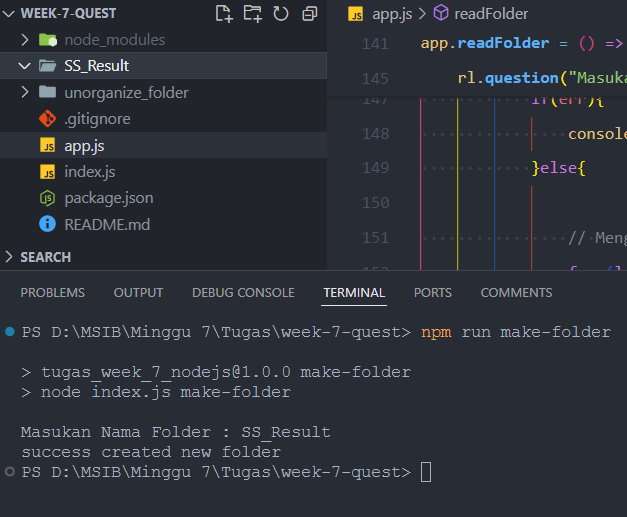 WEEK-7-QUEST
node_modules
SS_Result
unorganize_folder
.gitignore
JS app.js
JS index.js
package.json
README.md
SEARCH
JS app.js > readFolder
141 app.readFolder = () =>
145 rl.question("Masuka
147 if(err){
148 console
149 }else{
150
151 // Meng
PROBLEMS OUTPUT DEBUG CONSOLE TERMINAL PORTS COMMENTS
PS D:\MSIB\Minggu 7\Tugas\week-7-quest> npm run make-folder
> tugas_week_7_nodejs@1.0.0 make-folder
> node index.js make-folder
Masukan Nama Folder : SS_Result
success created new folder
PS D:\MSIB\Minggu 7\Tugas\week-7-quest>